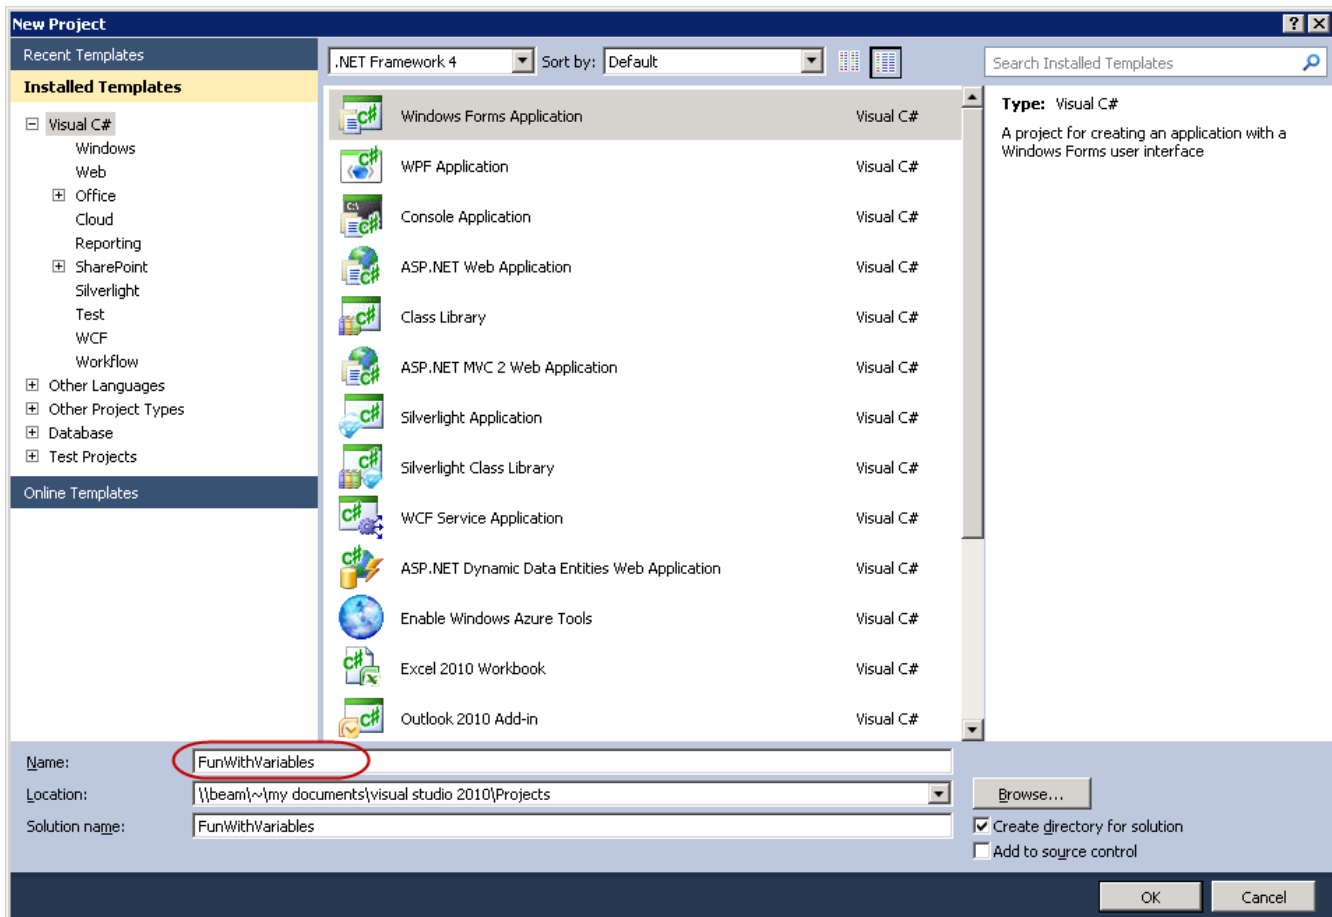 New Project
Recent Templates
Installed Templates
Visual C#
Windows
Web
Office
Cloud
Reporting
SharePoint
Silverlight
Test
WCF
Workflow
Other Languages
Other Project Types
Database
Test Projects
Online Templates
.NET Framework 4 Sort by: Default
Windows Forms Application Visual C#
WPF Application Visual C#
Console Application Visual C#
ASP.NET Web Application Visual C#
Class Library Visual C#
ASP.NET MVC 2 Web Application Visual C#
Silverlight Application Visual C#
Silverlight Class Library Visual C#
WCF Service Application Visual C#
ASP.NET Dynamic Data Entities Web Application Visual C#
Enable Windows Azure Tools Visual C#
Excel 2010 Workbook Visual C#
Outlook 2010 Add-in Visual C#
Search Installed Templates
Type: Visual C#
A project for creating an application with a
Windows Forms user interface
Name: FunWithVariables
Location: \\beam\~\my documents\visual studio 2010\Projects
Browse...
Solution name: FunWithVariables
Create directory for solution
Add to source control
OK Cancel